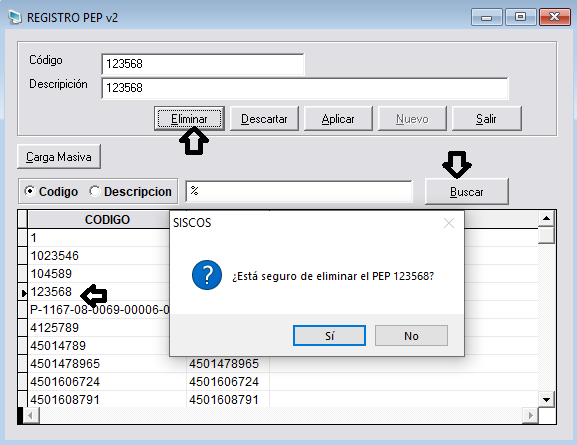 REGISTRO PEP v2
Código
123568
Descripición
123568
Eliminar
Descartar
Aplicar
Nuevo
Salir
Carga Masiva
Codigo
Descripcion
%
Buscar
CODIGO
1
1023546
104589
123568
P-1167-08-0069-00006-0
4125789
45014789
4501478965 4501478965
4501606724 4501606724
4501608791 4501608791
SISCOS
¿Está seguro de eliminar el PEP 123568?
Sí
No